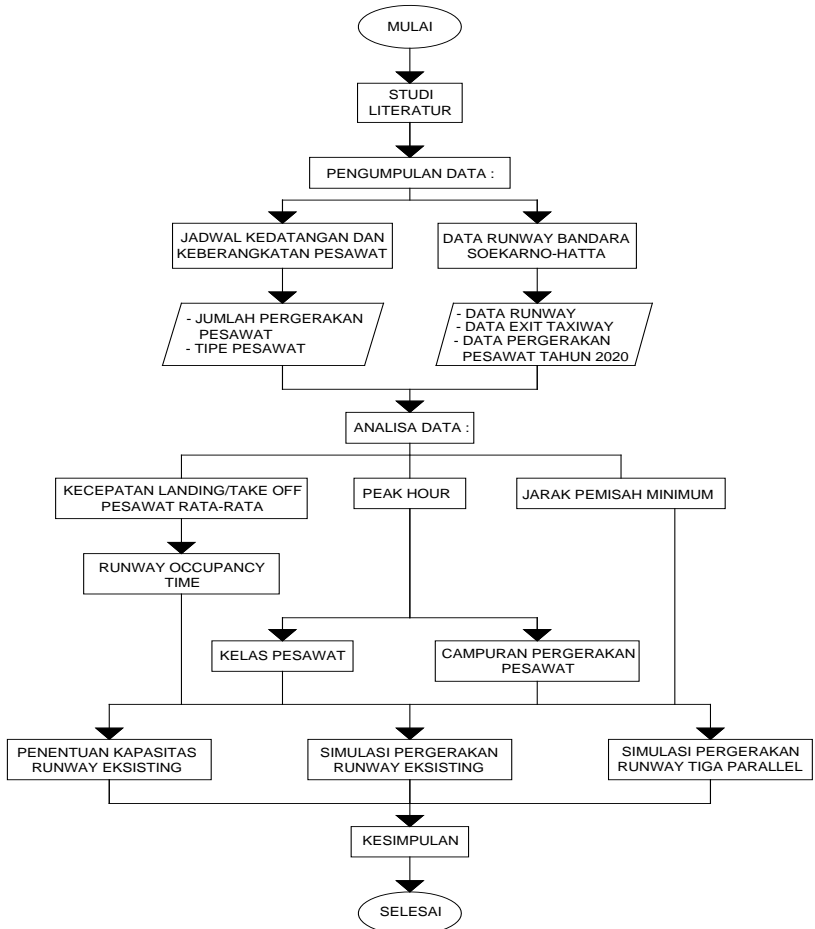 MULAI
STUDI
LITERATUR
PENGUMPULAN DATA :
JADWAL KEDATANGAN DAN
KEBERANGKATAN PESAWAT
DATA RUNWAY BANDARA
SOEKARNO-HATTA
- JUMLAH PERGERAKAN
PESAWAT
- TIPE PESAWAT
- DATA RUNWAY
- DATA EXIT TAXIWAY
- DATA PERGERAKAN
PESAWAT TAHUN 2020
ANALISA DATA :
KECEPATAN LANDING/TAKE OFF
PESAWAT RATA-RATA
PEAK HOUR
JARAK PEMISAH MINIMUM
RUNWAY OCCUPANCY
TIME
KELAS PESAWAT
CAMPURAN PERGERAKAN
PESAWAT
PENENTUAN KAPASITAS
RUNWAY EKSISTING
SIMULASI PERGERAKAN
RUNWAY EKSISTING
SIMULASI PERGERAKAN
RUNWAY TIGA PARALLEL
KESIMPULAN
SELESAI